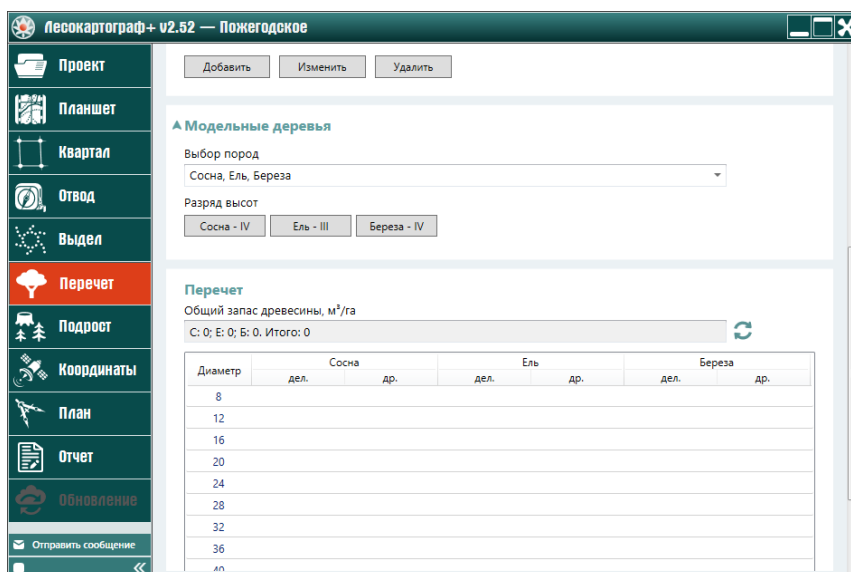 Лесокартограф+ v2.52 — Пожегодское
Проект
Планшет
Квартал
Отвод
Выдел
Перечет
Подрост
Координаты
План
Отчет
Обновление
Отправить сообщение
Добавить Изменить Удалить
Модельные деревья
Выбор пород
Сосна, Ель, Береза
Разряд высот
Сосна - IV Ель - III Береза - IV
Перечет
Общий запас древесины, м³/га
С: 0; Е: 0; Б: 0. Итого: 0
Диаметр Сосна Ель Береза
дел. др. дел. др. дел. др.
8
12
16
20
24
28
32
36
40